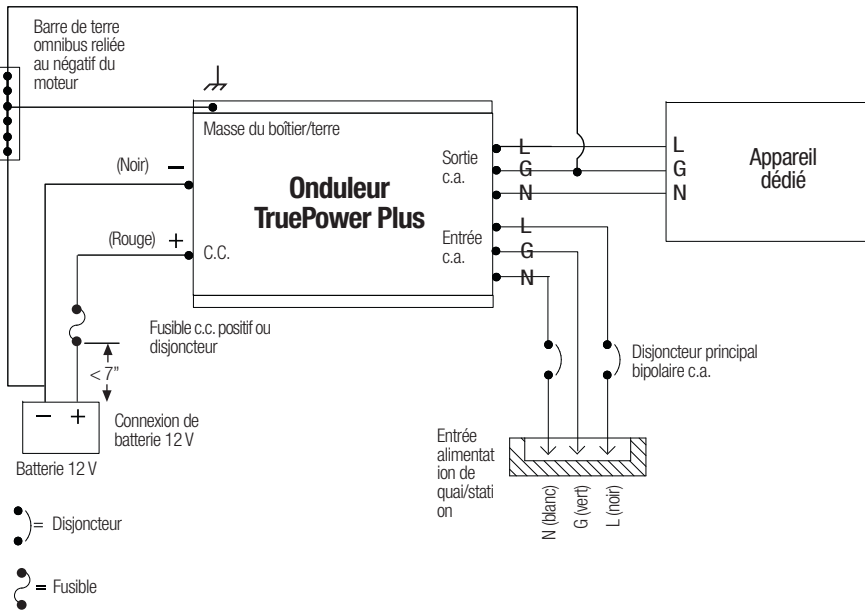 Barre de terre
omnibus reliée
au négatif du
moteur
Masse du boîtier/terre
(Noir) −
Onduleur
TruePower Plus
(Rouge) +
C.C.
Sortie
c.a.
L
G
N
Entrée
c.a.
L
G
N
L
G
N
Appareil
dédié
Fusible c.c. positif ou
disjoncteur
< 7”
− +
Connexion de
batterie 12 V
Batterie 12 V
Disjoncteur principal
bipolaire c.a.
Entrée
alimentat
ion de
quai/stati
on
N (blanc)
G (vert)
L (noir)
= Disjoncteur
= Fusible